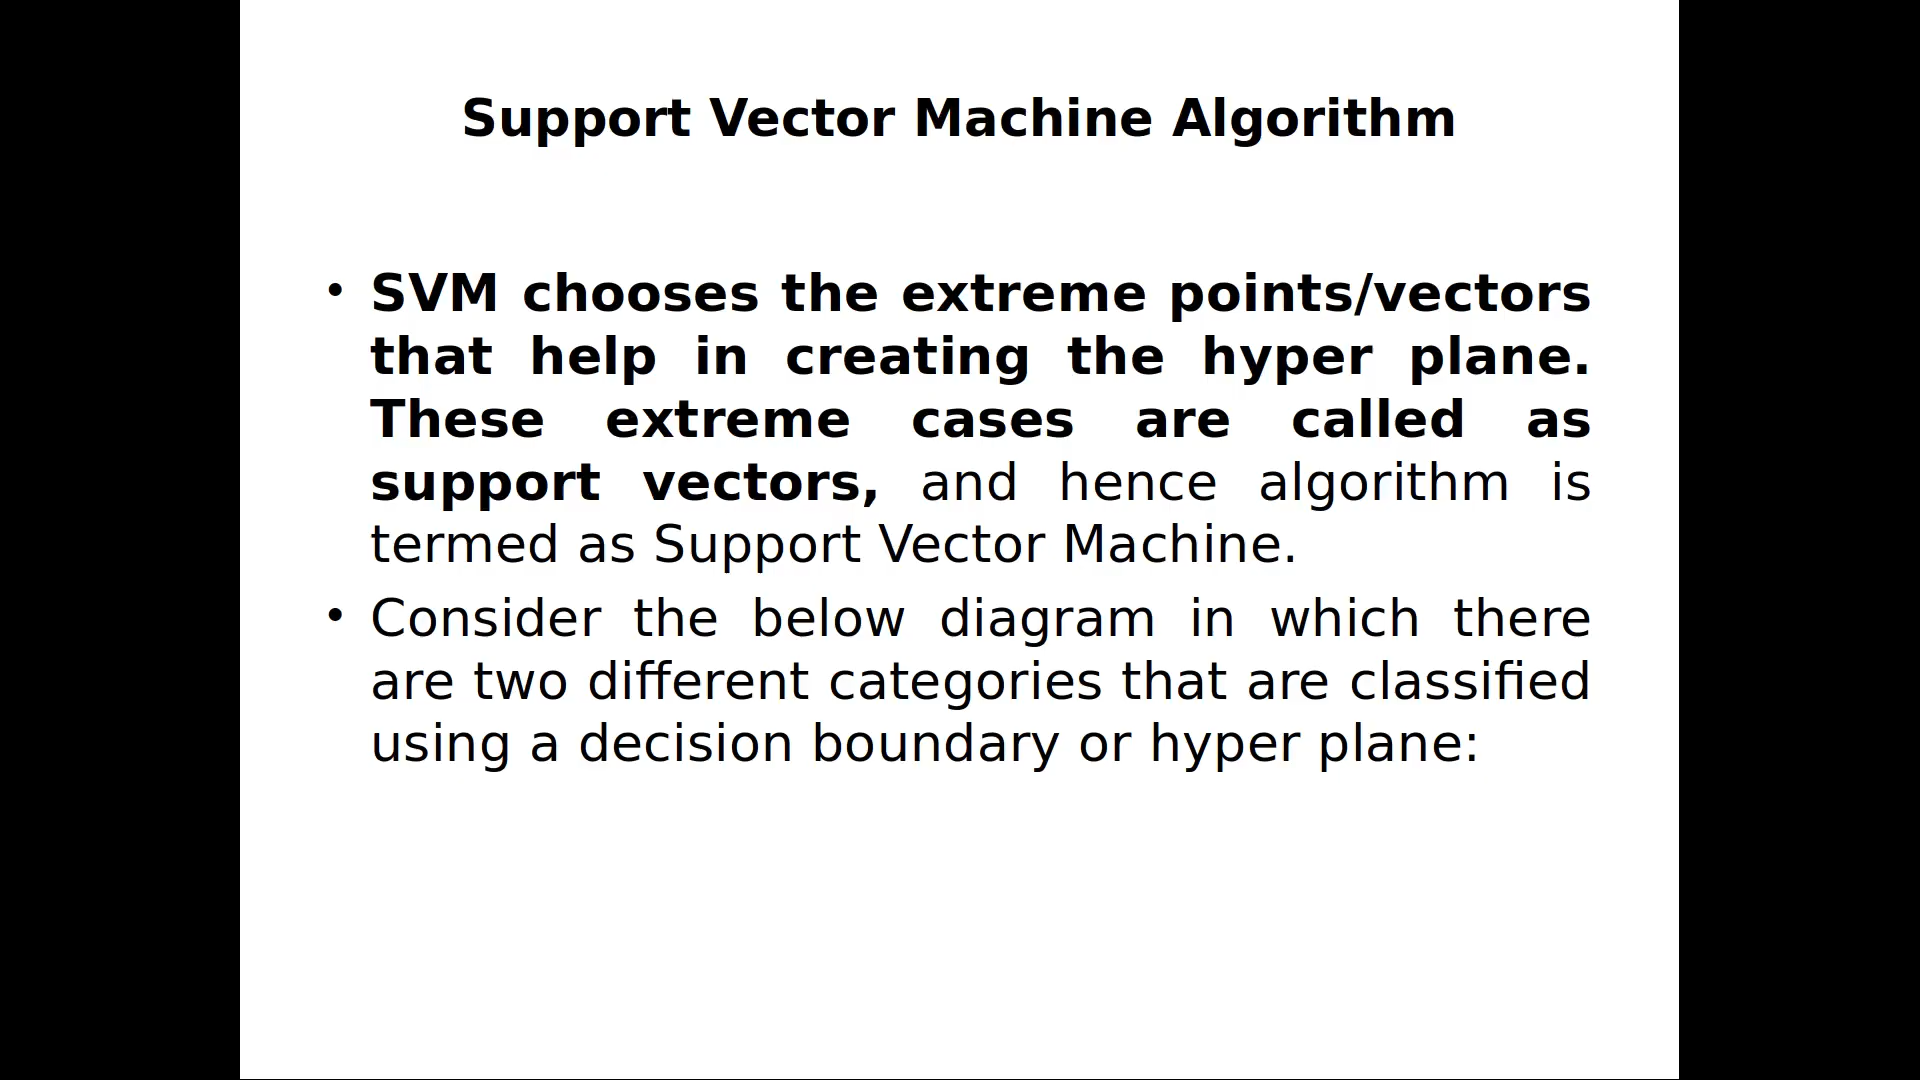 Support Vector Machine Algorithm
• SVM chooses the extreme points/vectors
that help in creating the hyper plane.
These extreme cases are called as
support vectors, and hence algorithm is
termed as Support Vector Machine.
• Consider the below diagram in which there
are two different categories that are classified
using a decision boundary or hyper plane: